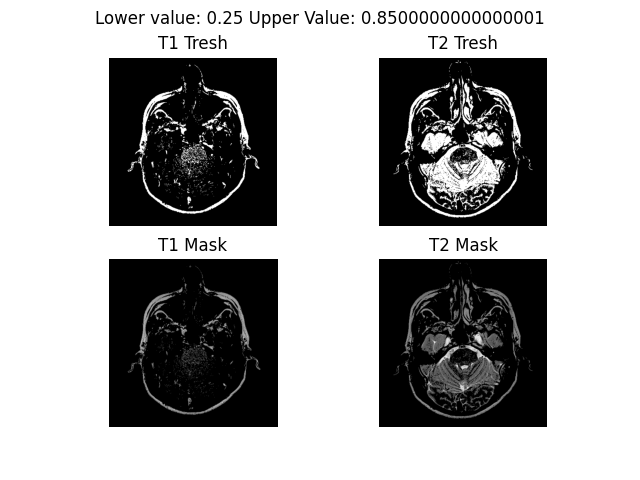 Lower value: 0.25 Upper Value: 0.8500000000000001
T1 Tresh
T2 Tresh
T1 Mask
T2 Mask